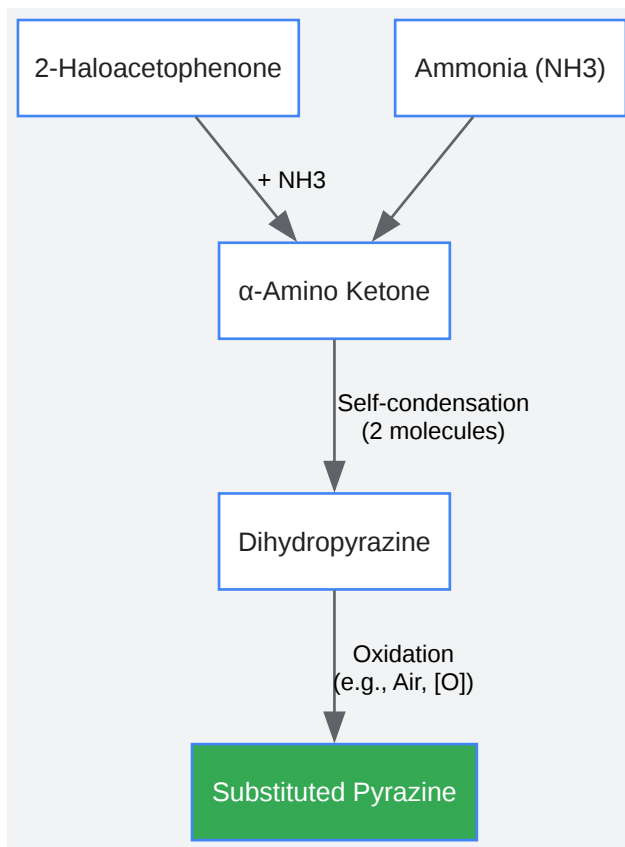 2-Haloacetophenone
Ammonia (NH3)
+ NH3
α-Amino Ketone
Self-condensation
(2 molecules)
Dihydropyrazine
Oxidation
(e.g., Air, [O])
Substituted Pyrazine